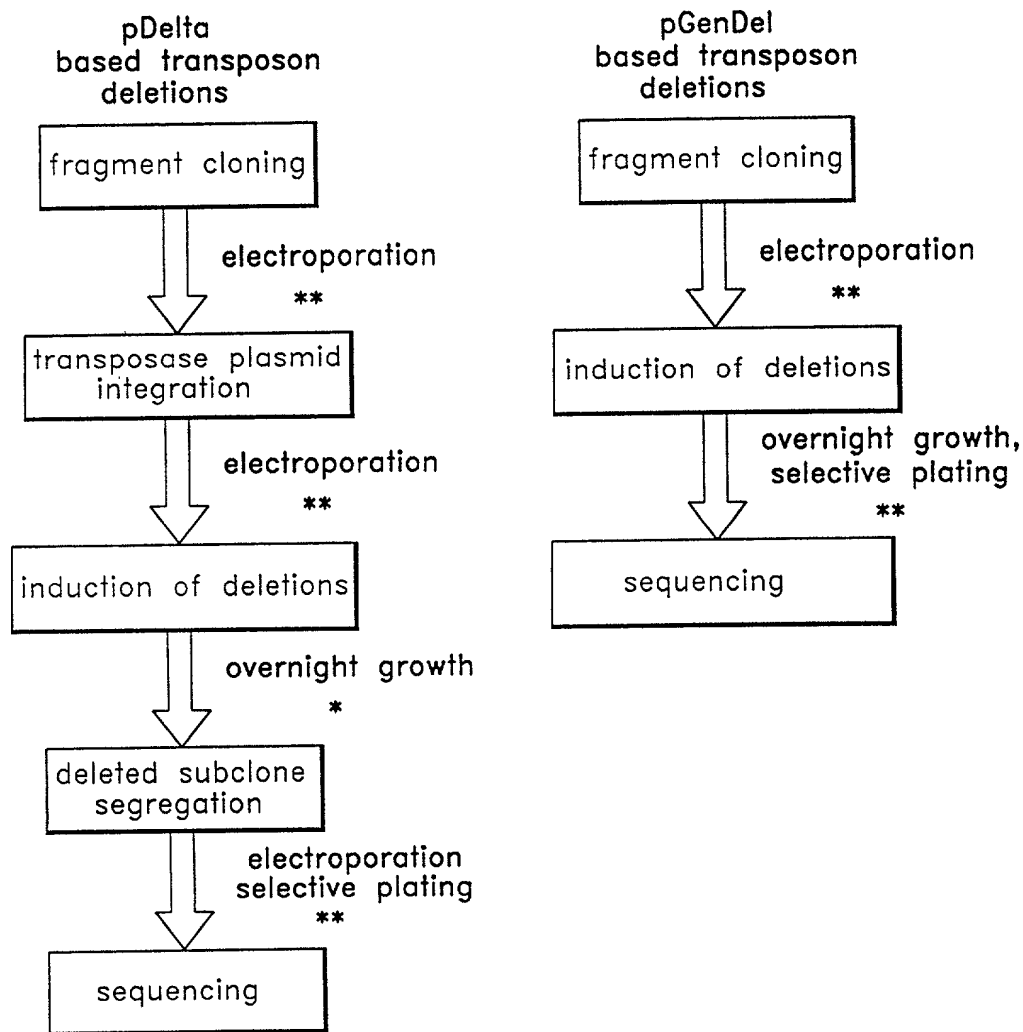 pDelta
based transposon
deletions
fragment cloning
electroporation
**
transposase plasmid
integration
electroporation
**
induction of deletions
overnight growth
*
deleted subclone
segregation
electroporation
selective plating
**
sequencing
pGenDel
based transposon
deletions
fragment cloning
electroporation
**
induction of deletions
overnight growth,
selective plating
**
sequencing